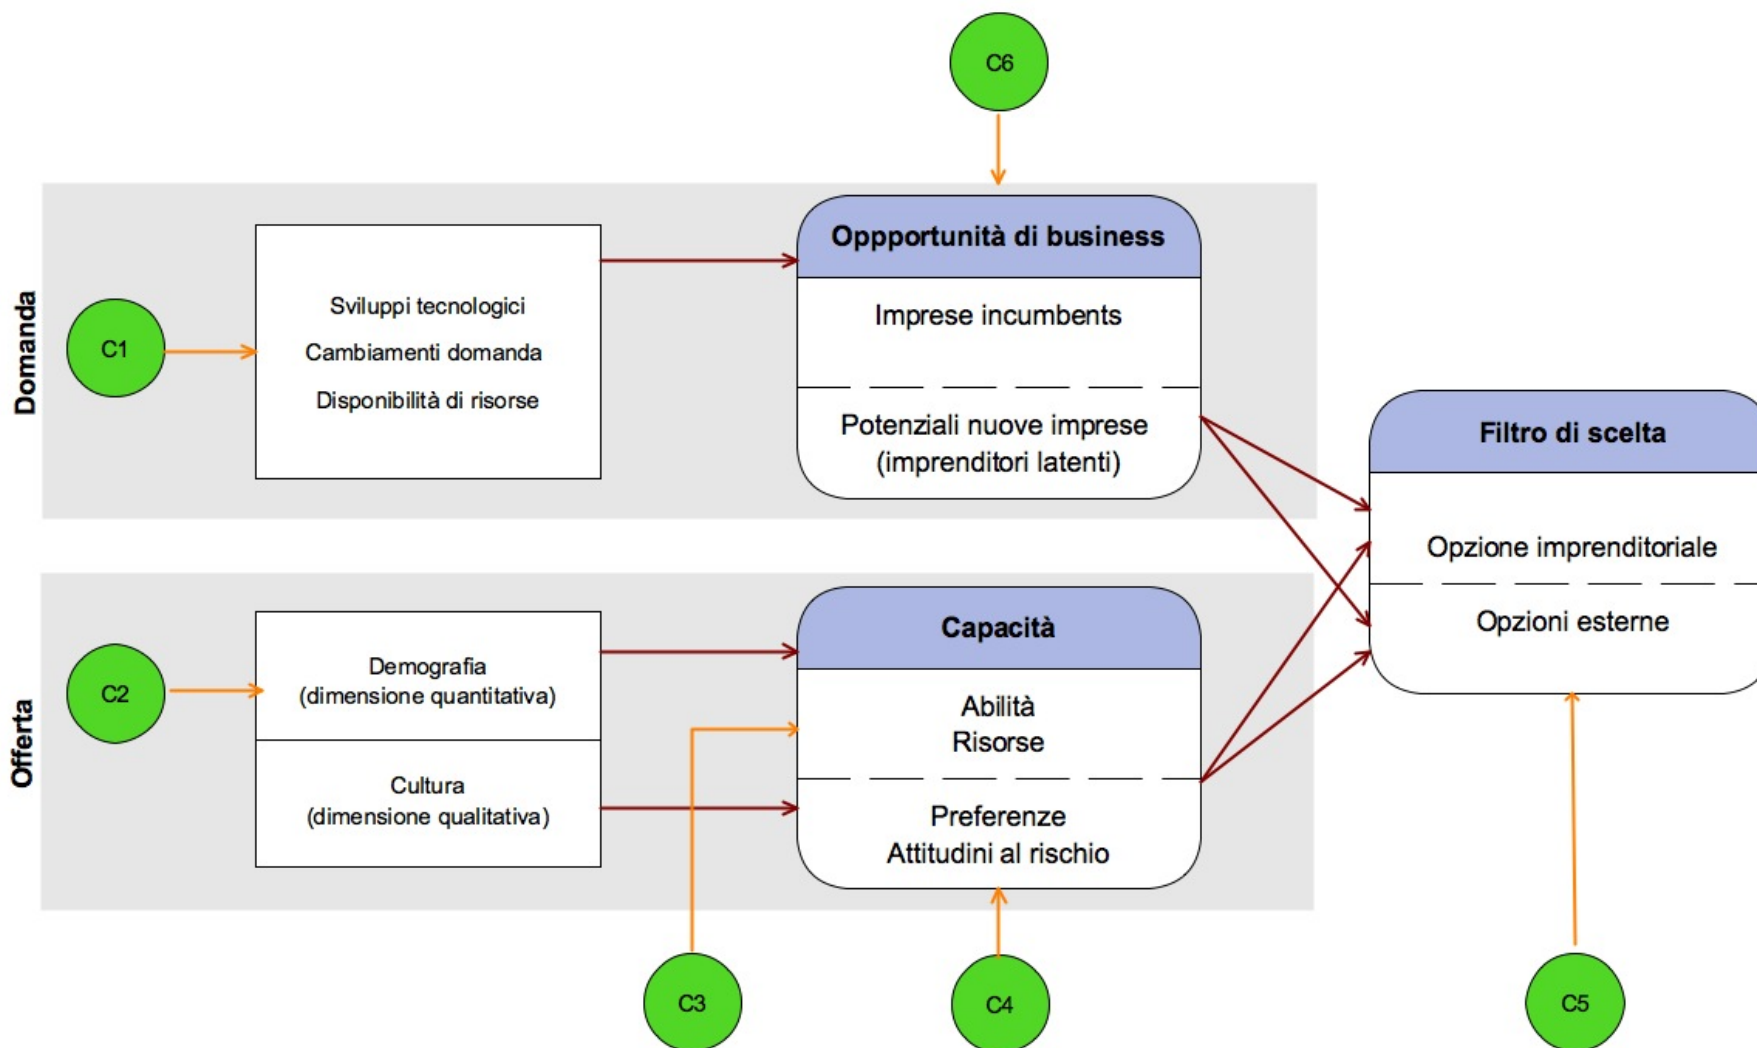 C6
Domanda
C1
Sviluppi tecnologici
Cambiamenti domanda
Disponibilità di risorse
Oppportunità di business
Imprese incumbents
Potenziali nuove imprese
(imprenditori latenti)
Filtro di scelta
Opzione imprenditoriale
Opzioni esterne
Offerta
C2
Demografia
(dimensione quantitativa)
Cultura
(dimensione qualitativa)
Capacità
Abilità
Risorse
Preferenze
Attitudini al rischio
C3
C4
C5